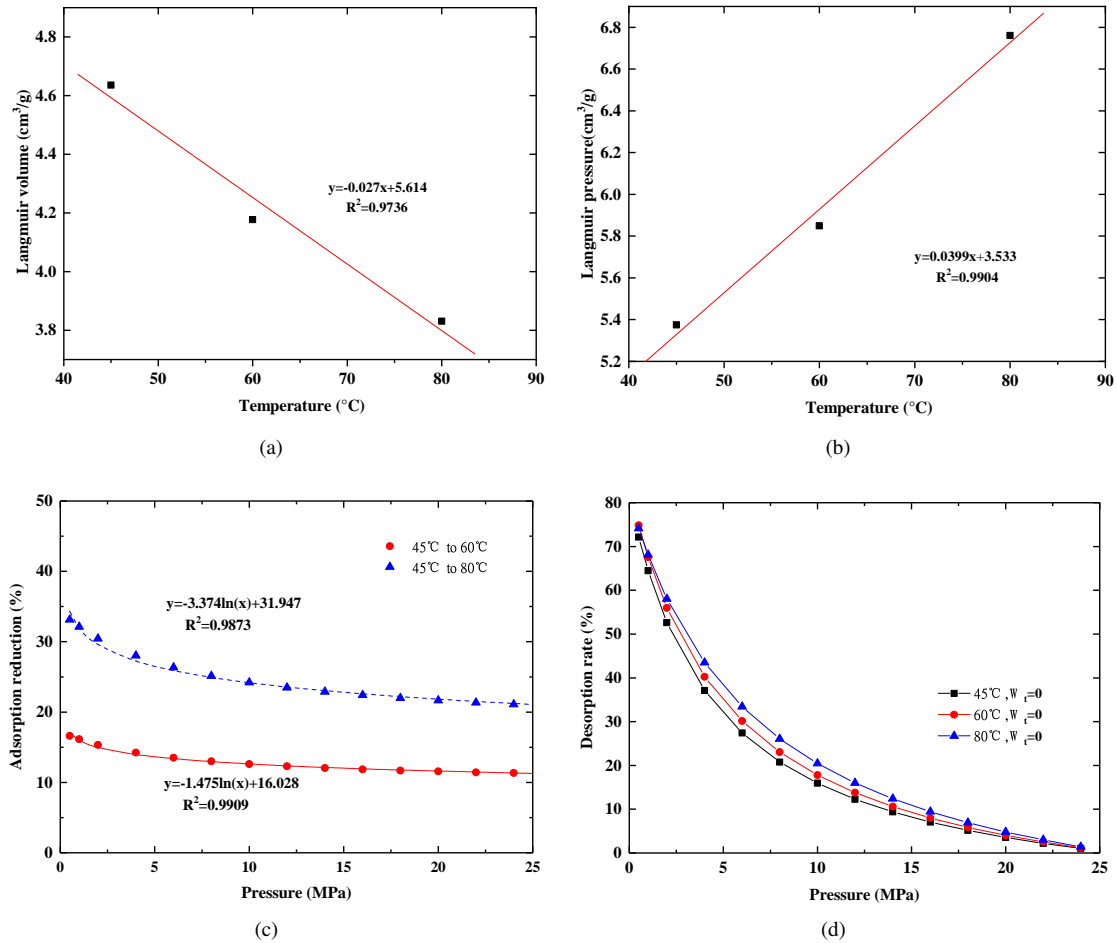 4.8
4.6
4.4
4.2
4.0
3.8
Langmuir volume (cm³/g)
y=-0.027x+5.614
R²=0.9736
40 50 60 70 80 90
Temperature (°C)
(a)
6.8
6.6
6.4
6.2
6.0
5.8
5.6
5.4
5.2
Langmuir pressure(cm³/g)
y=0.0399x+3.533
R²=0.9904
40 50 60 70 80 90
Temperature (°C)
(b)
50
40
30
20
10
0
Adsorption reduction (%)
45℃ to 60℃
45℃ to 80℃
y=-3.374ln(x)+31.947
R²=0.9873
y=-1.475ln(x)+16.028
R²=0.9909
0 5 10 15 20 25
Pressure (MPa)
(c)
80
70
60
50
40
30
20
10
0
Desorption rate (%)
45℃,W t=0
60℃,W t=0
80℃,W t=0
0 5 10 15 20 25
Pressure (MPa)
(d)